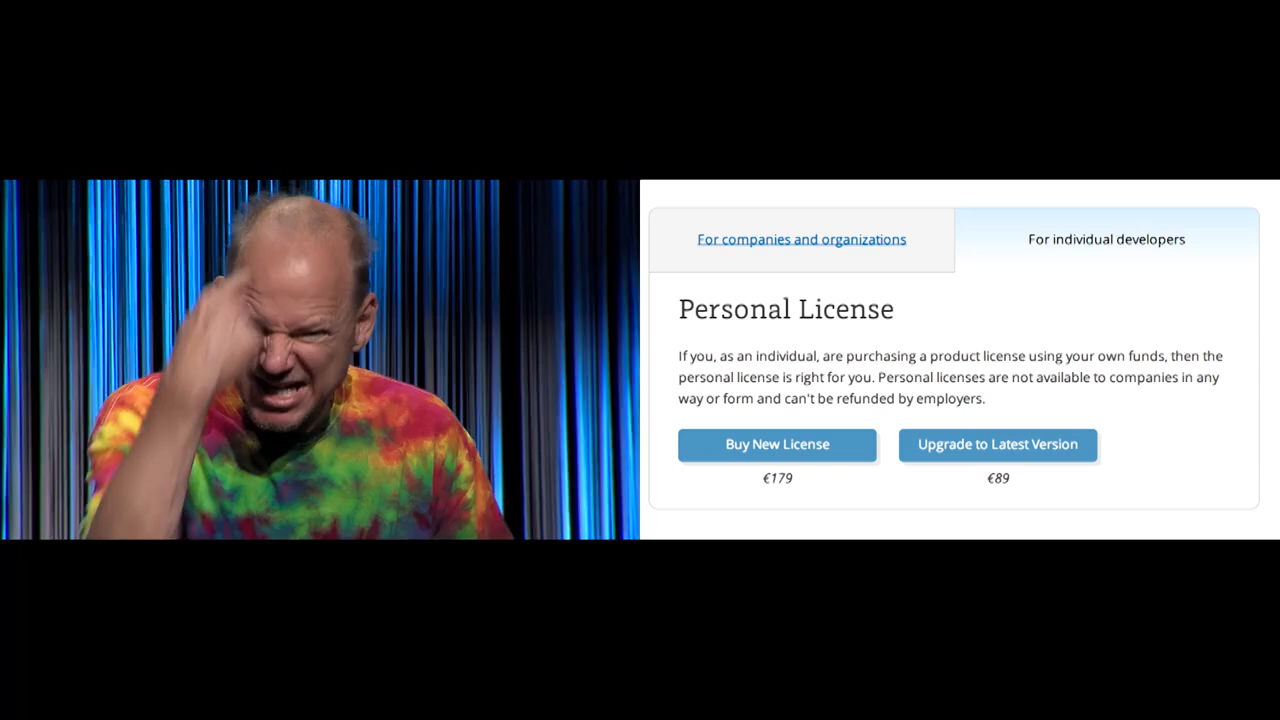 For companies and organizations
For individual developers
Personal License
If you, as an individual, are purchasing a product license using your own funds, then the
personal license is right for you. Personal licenses are not available to companies in any
way or form and can't be refunded by employers.
Buy New License
Upgrade to Latest Version
€179
€89